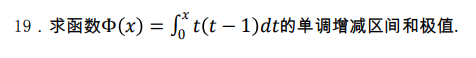 19．求函数Φ(x) = ∫₀ˣ t(t − 1)dt的单调增减区间和极值.